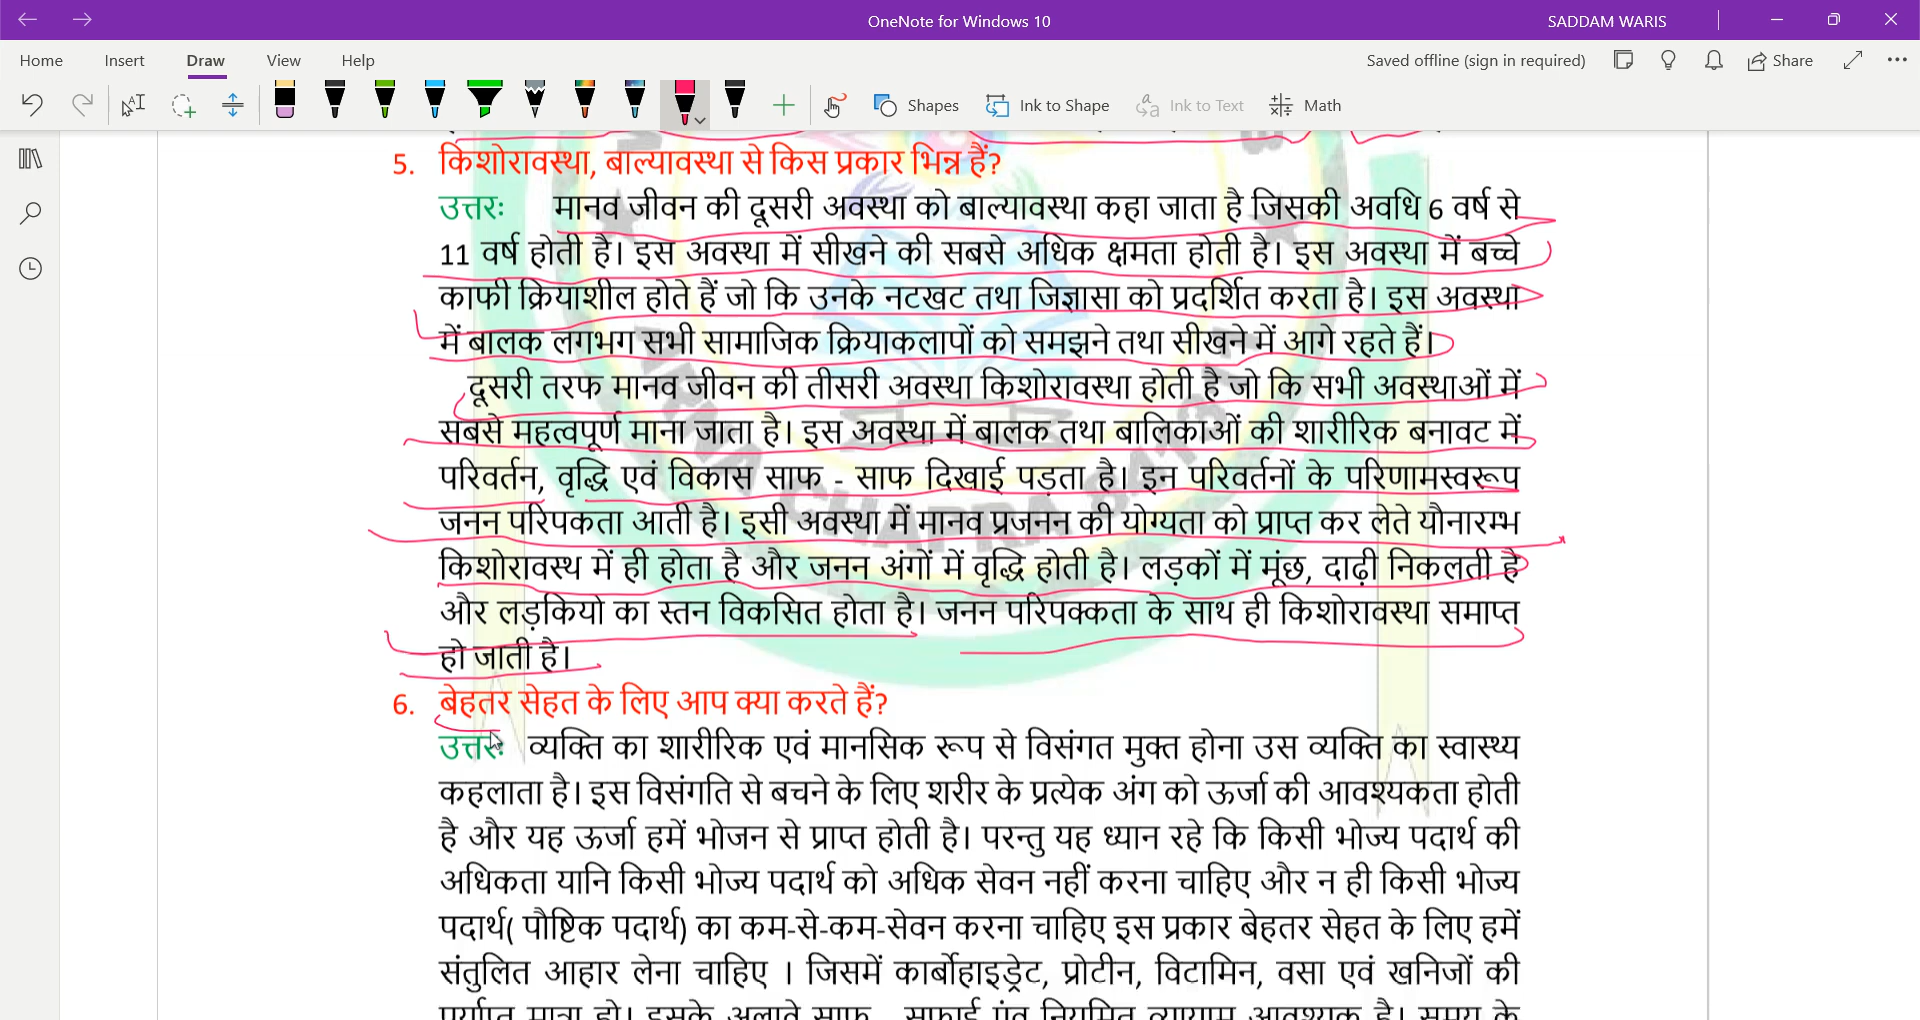 OneNote for Windows 10
SADDAM WARIS
Home Insert Draw View Help
Saved offline (sign in required) Share
Shapes Ink to Shape Ink to Text Math
5. किशोरावस्था, बाल्यावस्था से किस प्रकार भिन्न हैं?
उत्तरः मानव जीवन की दूसरी अवस्था को बाल्यावस्था कहा जाता है जिसकी अवधि 6 वर्ष से
11 वर्ष होती है। इस अवस्था में सीखने की सबसे अधिक क्षमता होती है। इस अवस्था में बच्चे
काफी क्रियाशील होते हैं जो कि उनके नटखट तथा जिज्ञासा को प्रदर्शित करता है। इस अवस्था
में बालक लगभग सभी सामाजिक क्रियाकलापों को समझने तथा सीखने में आगे रहते हैं।
दूसरी तरफ मानव जीवन की तीसरी अवस्था किशोरावस्था होती है जो कि सभी अवस्थाओं में
सबसे महत्वपूर्ण माना जाता है। इस अवस्था में बालक तथा बालिकाओं की शारीरिक बनावट में
परिवर्तन, वृद्धि एवं विकास साफ - साफ दिखाई पड़ता है। इन परिवर्तनों के परिणामस्वरूप
जनन परिपकता आती है। इसी अवस्था में मानव प्रजनन की योग्यता को प्राप्त कर लेते यौनारम्भ
किशोरावस्थ में ही होता है और जनन अंगों में वृद्धि होती है। लड़कों में मूंछ, दाढ़ी निकलती है
और लड़कियो का स्तन विकसित होता है। जनन परिपक्कता के साथ ही किशोरावस्था समाप्त
हो जाती है।
6. बेहतर सेहत के लिए आप क्या करते हैं?
उत्तरः व्यक्ति का शारीरिक एवं मानसिक रूप से विसंगत मुक्त होना उस व्यक्ति का स्वास्थ्य
कहलाता है। इस विसंगति से बचने के लिए शरीर के प्रत्येक अंग को ऊर्जा की आवश्यकता होती
है और यह ऊर्जा हमें भोजन से प्राप्त होती है। परन्तु यह ध्यान रहे कि किसी भोज्य पदार्थ की
अधिकता यानि किसी भोज्य पदार्थ को अधिक सेवन नहीं करना चाहिए और न ही किसी भोज्य
पदार्थ( पौष्टिक पदार्थ) का कम-से-कम-सेवन करना चाहिए इस प्रकार बेहतर सेहत के लिए हमें
संतुलित आहार लेना चाहिए । जिसमें कार्बोहाइड्रेट, प्रोटीन, विटामिन, वसा एवं खनिजों की